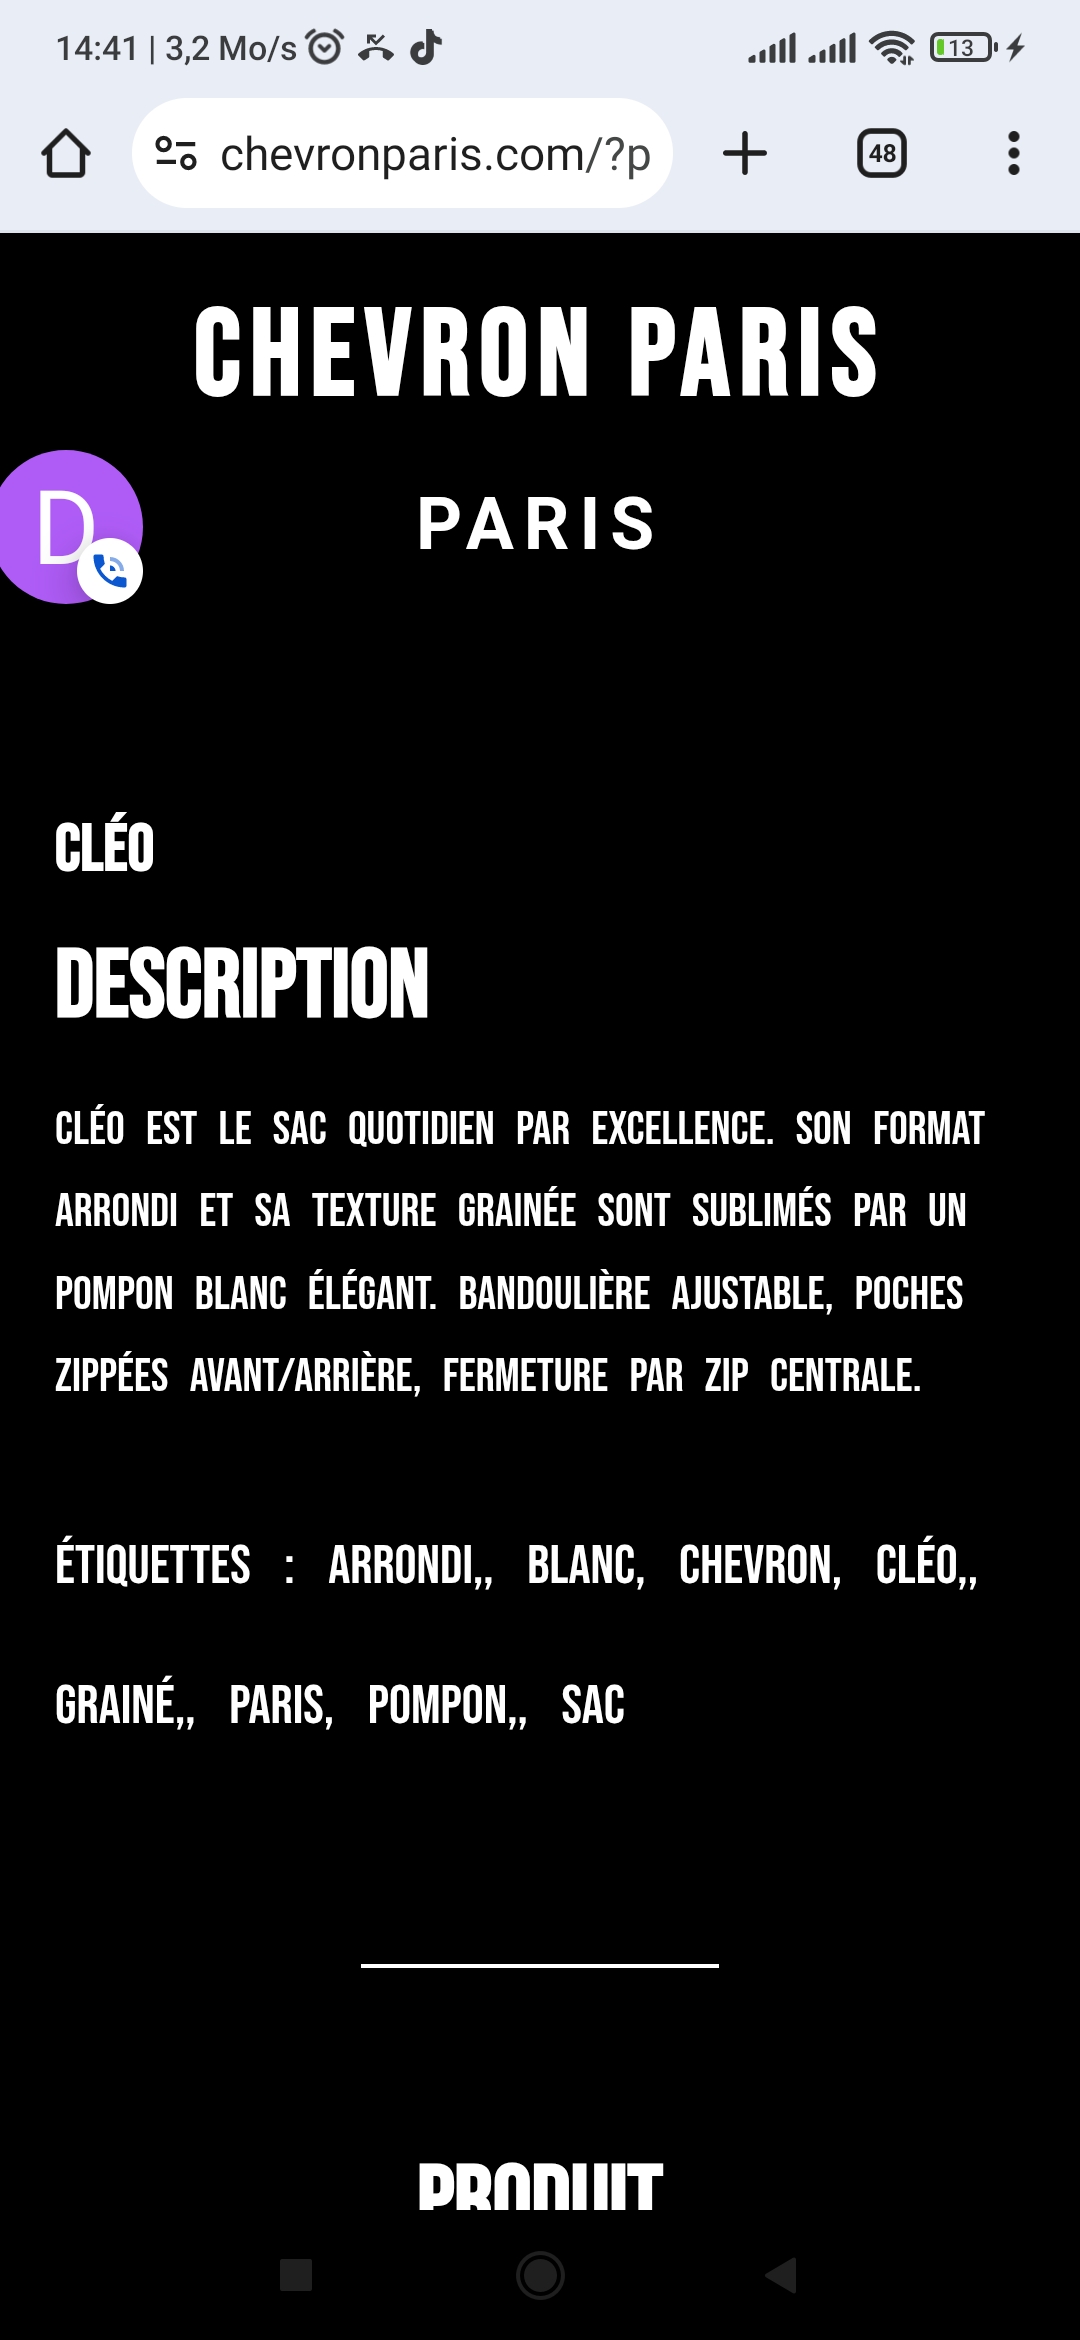 14:41 | 3,2 Mo/s
13
chevronparis.com/?p
48
CHEVRON PARIS
D
PARIS
CLÉO
DESCRIPTION
CLÉO EST LE SAC QUOTIDIEN PAR EXCELLENCE. SON FORMAT
ARRONDI ET SA TEXTURE GRAINÉE SONT SUBLIMÉS PAR UN
POMPON BLANC ÉLÉGANT. BANDOULIÈRE AJUSTABLE, POCHES
ZIPPÉES AVANT/ARRIÈRE, FERMETURE PAR ZIP CENTRALE.
ÉTIQUETTES : ARRONDI,, BLANC, CHEVRON, CLÉO,,
GRAINÉ,, PARIS, POMPON,, SAC
PRODUIT